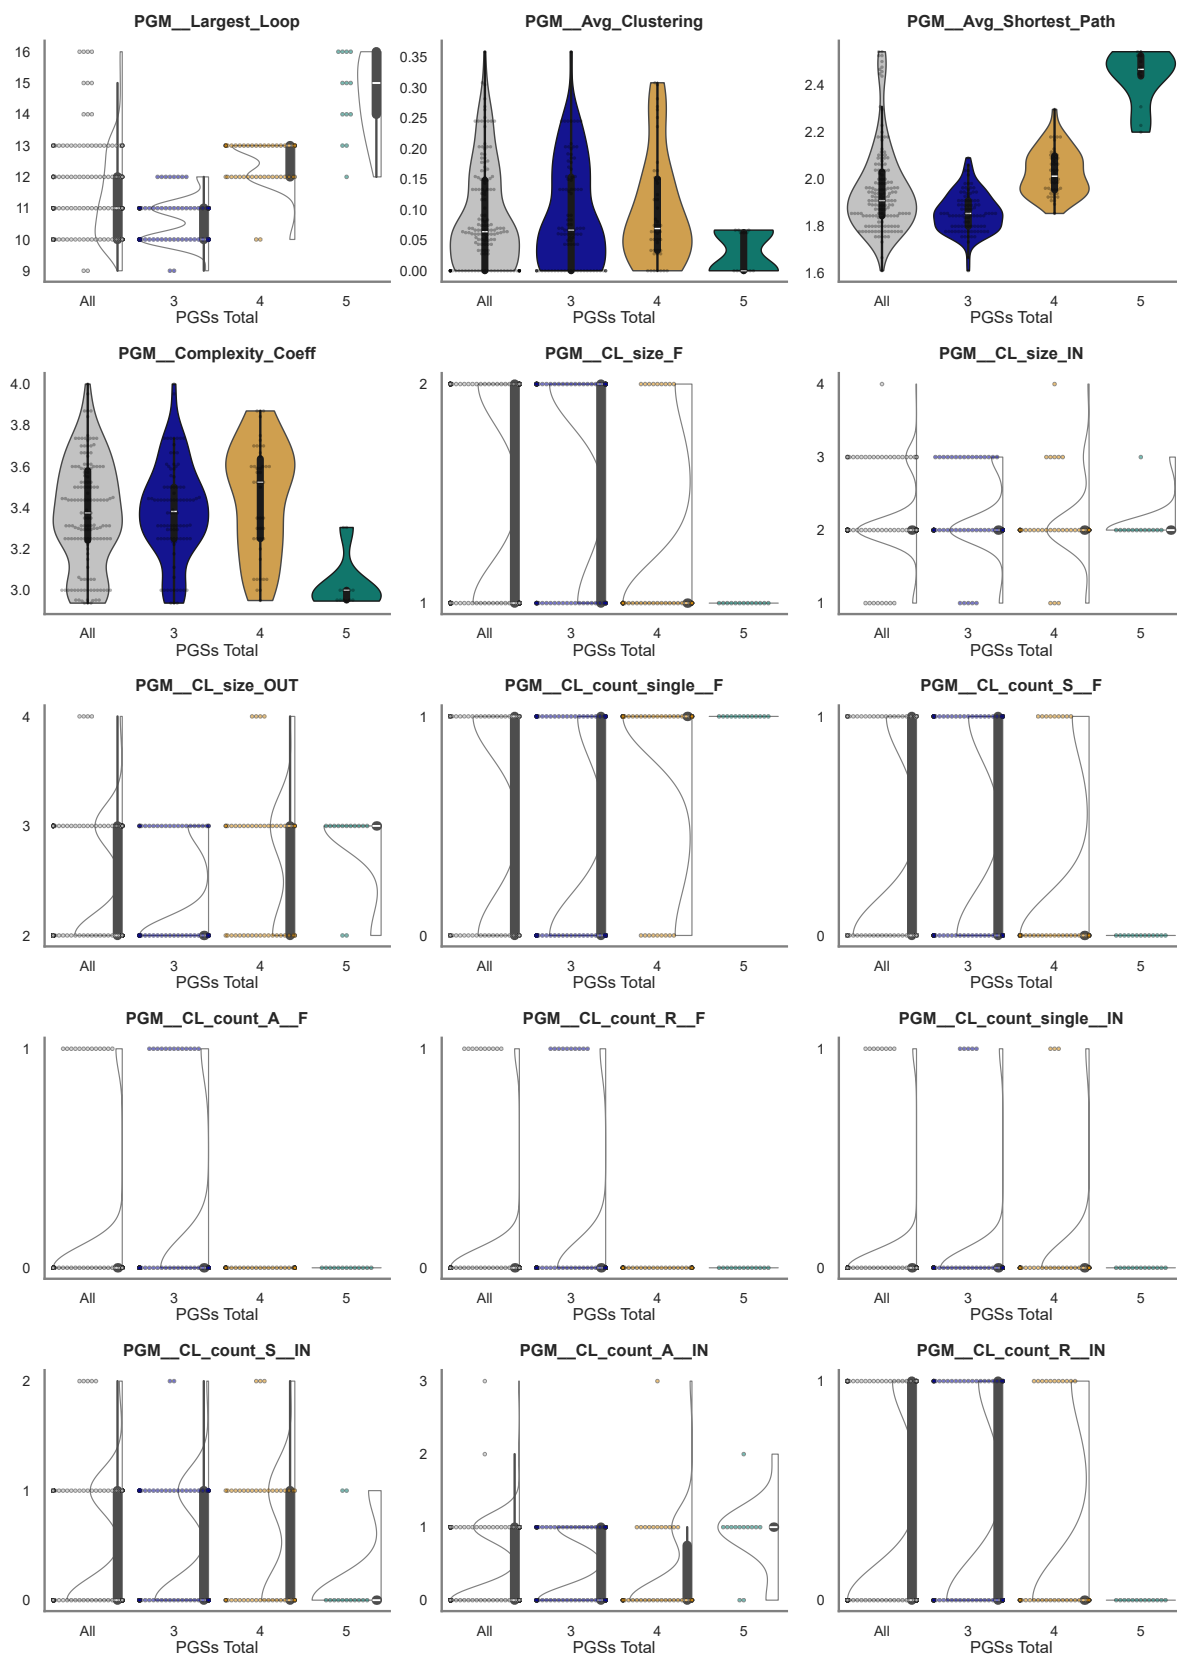 PGM__Largest_Loop
PGM__Avg_Clustering
PGM__Avg_Shortest_Path
16
15
14
13
12
11
10
9
All 3 4 5
PGSs Total
0.35
0.30
0.25
0.20
0.15
0.10
0.05
0.00
All 3 4 5
PGSs Total
2.4
2.2
2.0
1.8
1.6
All 3 4 5
PGSs Total
PGM__Complexity_Coeff
PGM__CL_size_F
PGM__CL_size_IN
4.0
3.8
3.6
3.4
3.2
3.0
All 3 4 5
PGSs Total
2
1
All 3 4 5
PGSs Total
4
3
2
1
All 3 4 5
PGSs Total
PGM__CL_size_OUT
PGM__CL_count_single__F
PGM__CL_count_S__F
4
3
2
All 3 4 5
PGSs Total
1
0
All 3 4 5
PGSs Total
1
0
All 3 4 5
PGSs Total
PGM__CL_count_A__F
PGM__CL_count_R__F
PGM__CL_count_single__IN
1
0
All 3 4 5
PGSs Total
1
0
All 3 4 5
PGSs Total
1
0
All 3 4 5
PGSs Total
PGM__CL_count_S__IN
PGM__CL_count_A__IN
PGM__CL_count_R__IN
2
1
0
All 3 4 5
PGSs Total
3
2
1
0
All 3 4 5
PGSs Total
1
0
All 3 4 5
PGSs Total